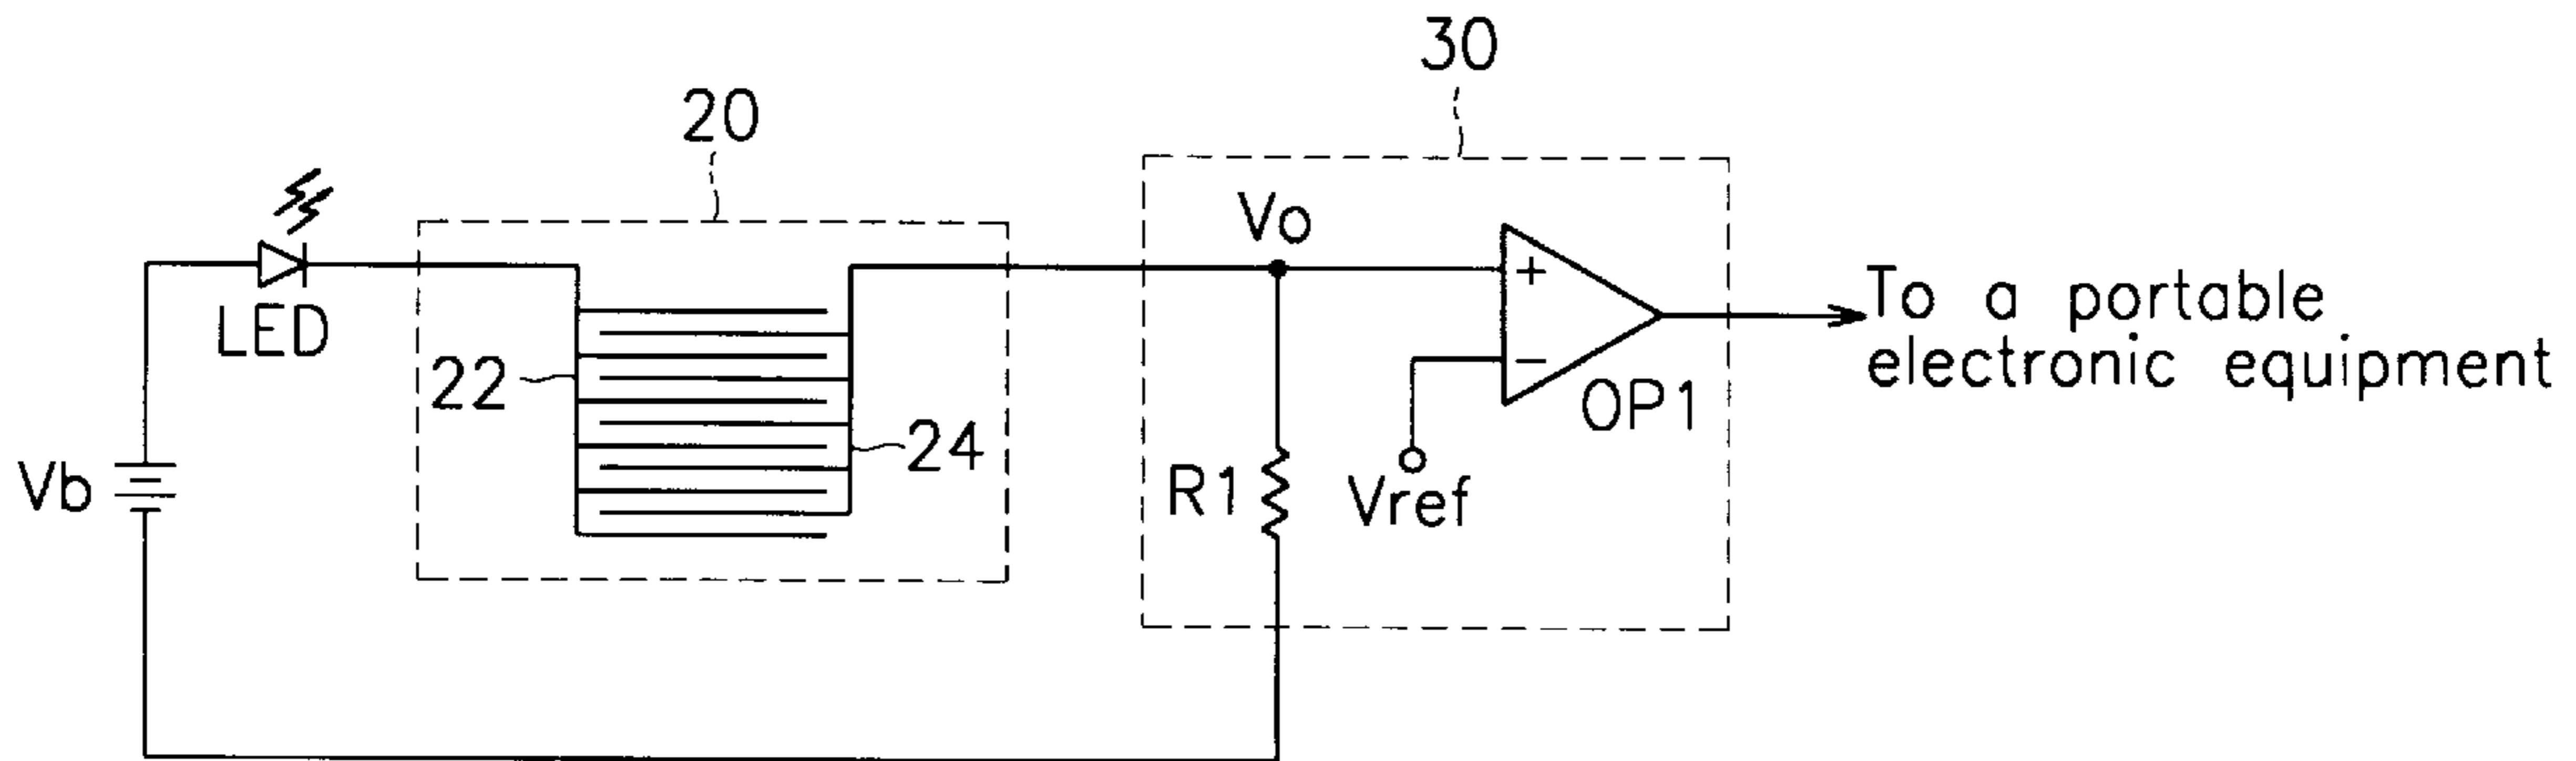 30
20
Vo
LED
+
To a portable
electronic equipment
22
−
OP1
24
Vb
R1
Vref